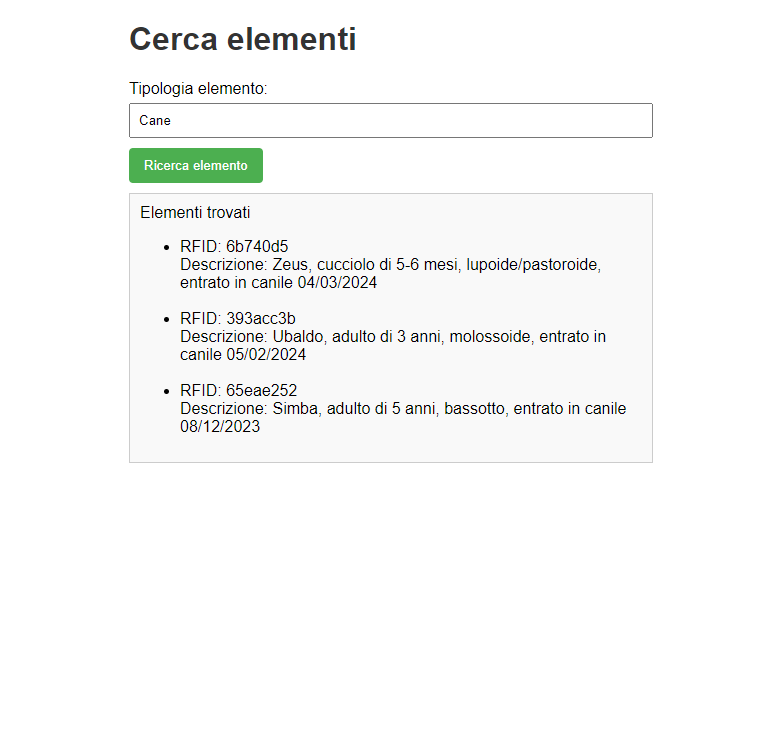 Cerca elementi
Tipologia elemento:
Cane
Ricerca elemento
Elementi trovati
RFID: 6b740d5
Descrizione: Zeus, cucciolo di 5-6 mesi, lupoide/pastoroide,
entrato in canile 04/03/2024
RFID: 393acc3b
Descrizione: Ubaldo, adulto di 3 anni, molossoide, entrato in
canile 05/02/2024
RFID: 65eae252
Descrizione: Simba, adulto di 5 anni, bassotto, entrato in canile
08/12/2023